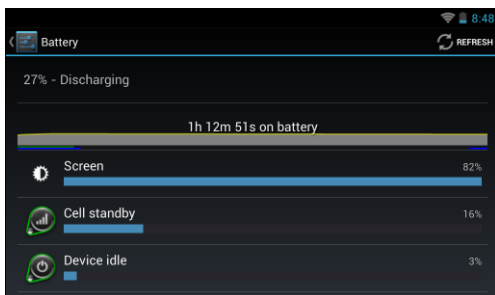 8:48
Battery
REFRESH
27% - Discharging
1h 12m 51s on battery
Screen 82%
Cell standby 16%
Device idle 3%